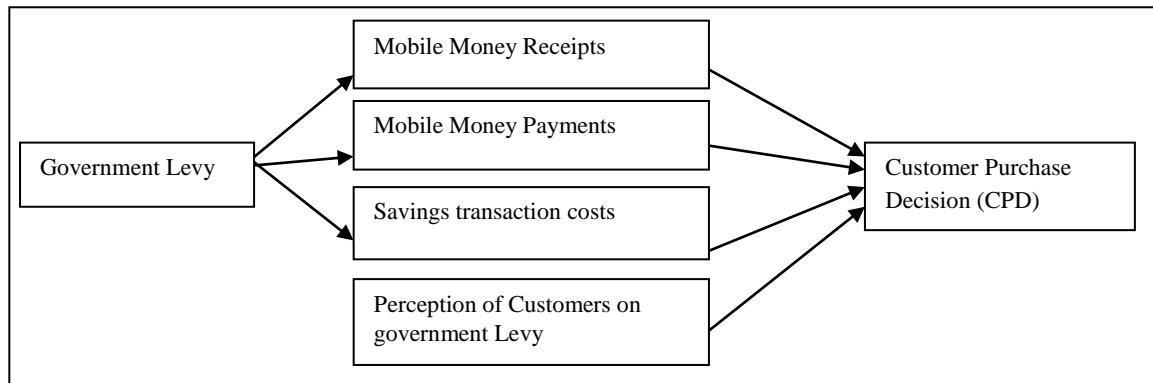 Government Levy
Mobile Money Receipts
Mobile Money Payments
Savings transaction costs
Perception of Customers on
government Levy
Customer Purchase
Decision (CPD)